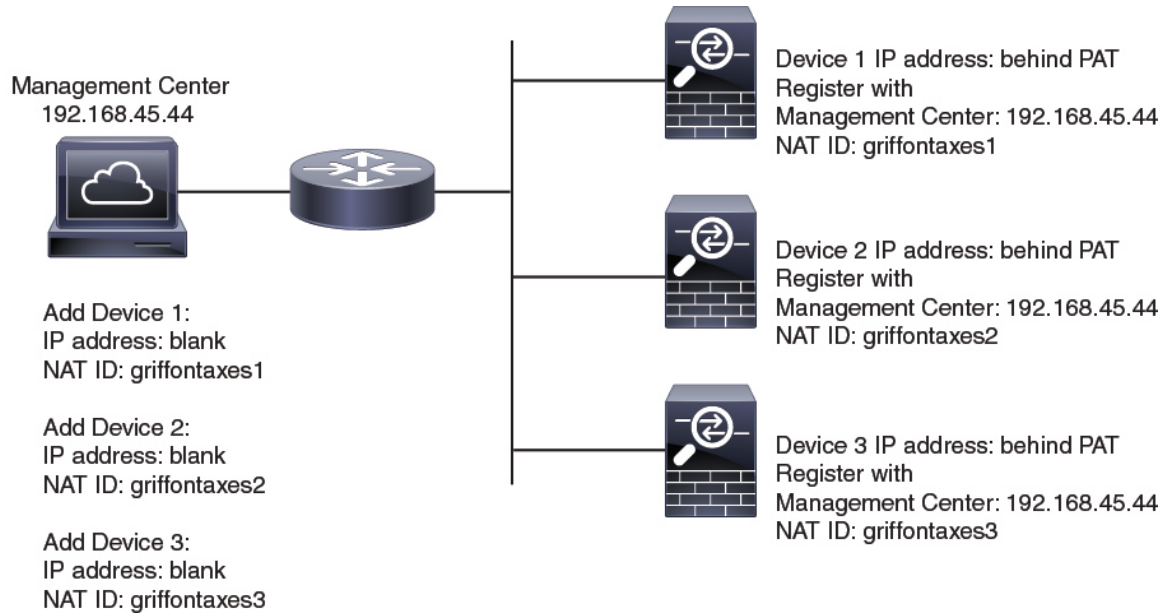 Management Center
192.168.45.44
Add Device 1:
IP address: blank
NAT ID: griffontaxes1
Add Device 2:
IP address: blank
NAT ID: griffontaxes2
Add Device 3:
IP address: blank
NAT ID: griffontaxes3
Device 1 IP address: behind PAT
Register with
Management Center: 192.168.45.44
NAT ID: griffontaxes1
Device 2 IP address: behind PAT
Register with
Management Center: 192.168.45.44
NAT ID: griffontaxes2
Device 3 IP address: behind PAT
Register with
Management Center: 192.168.45.44
NAT ID: griffontaxes3